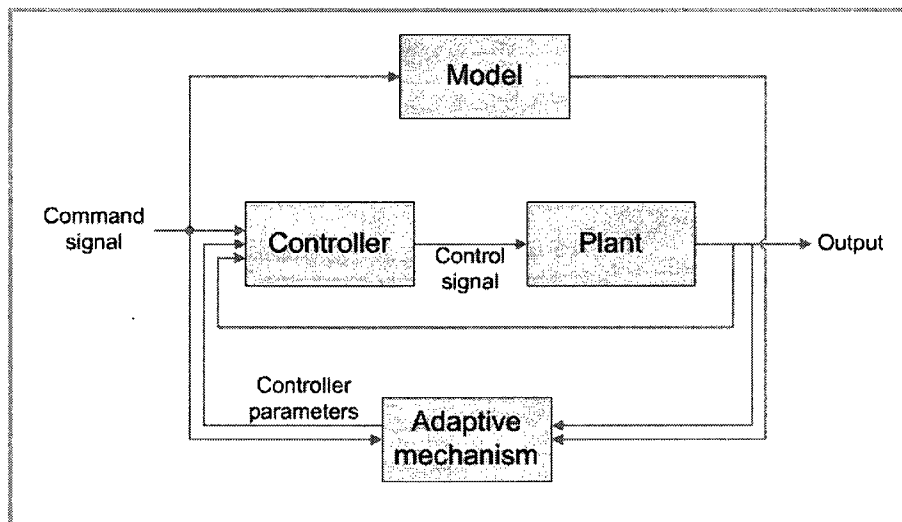 Model
Command
signal
Controller
Control
signal
Plant
Output
Controller
parameters
Adaptive
mechanism